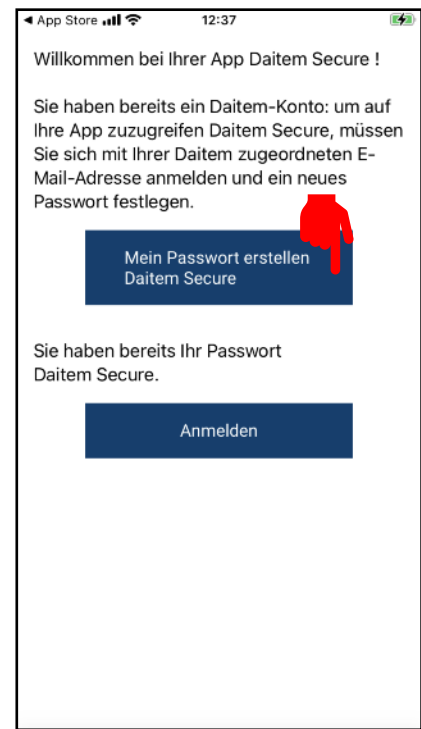 ◄ App Store 12:37
Willkommen bei Ihrer App Daitem Secure !
Sie haben bereits ein Daitem-Konto: um auf
Ihre App zuzugreifen Daitem Secure, müssen
Sie sich mit Ihrer Daitem zugeordneten E-
Mail-Adresse anmelden und ein neues
Passwort festlegen.
Mein Passwort erstellen
Daitem Secure
Sie haben bereits Ihr Passwort
Daitem Secure.
Anmelden